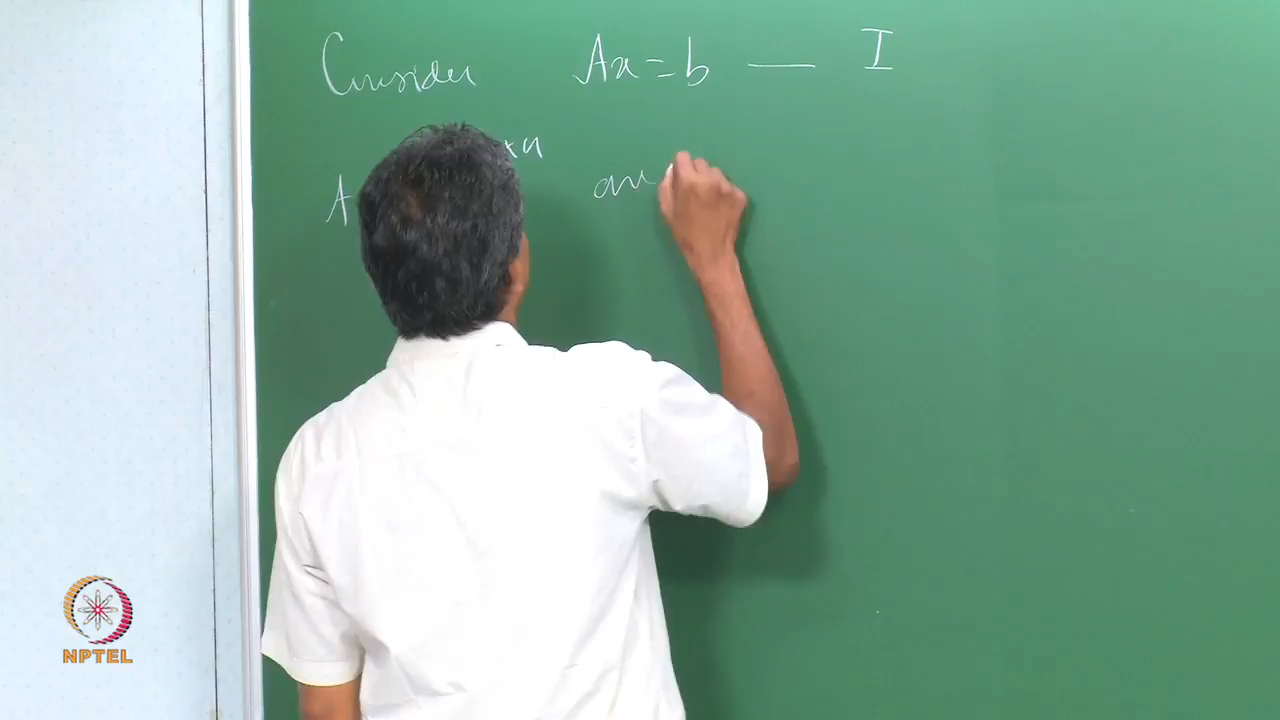 Consider Ax = b — I
A
NPTEL